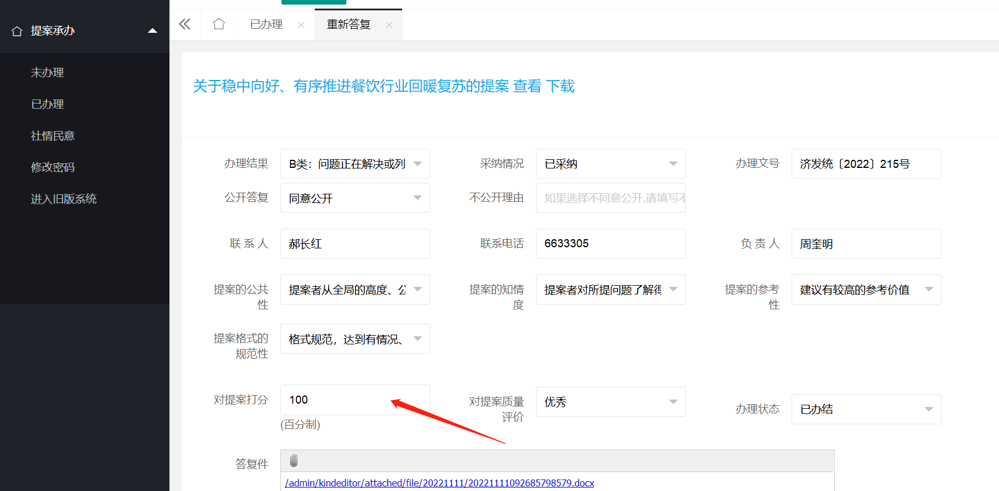 提案承办
未办理
已办理
社情民意
修改密码
进入旧版系统
已办理
重新答复
关于稳中向好、有序推进餐饮行业回暖复苏的提案 查看 下载
办理结果
B类：问题正在解决或列
采纳情况
已采纳
办理文号
济发统〔2022〕215号
公开答复
同意公开
不公开理由
如果选择不同意公开,请填写不
联 系 人
郝长红
联系电话
6633305
负 责 人
周奎明
提案的公共
性
提案者从全局的高度、公
提案的知情
度
提案者对所提问题了解得
提案的参考
性
建议有较高的参考价值
提案格式的
规范性
格式规范，达到有情况、
对提案打分
100
(百分制)
对提案质量
评价
优秀
办理状态
已办结
答复件
/admin/kindeditor/attached/file/20221111/20221111092685798579.docx